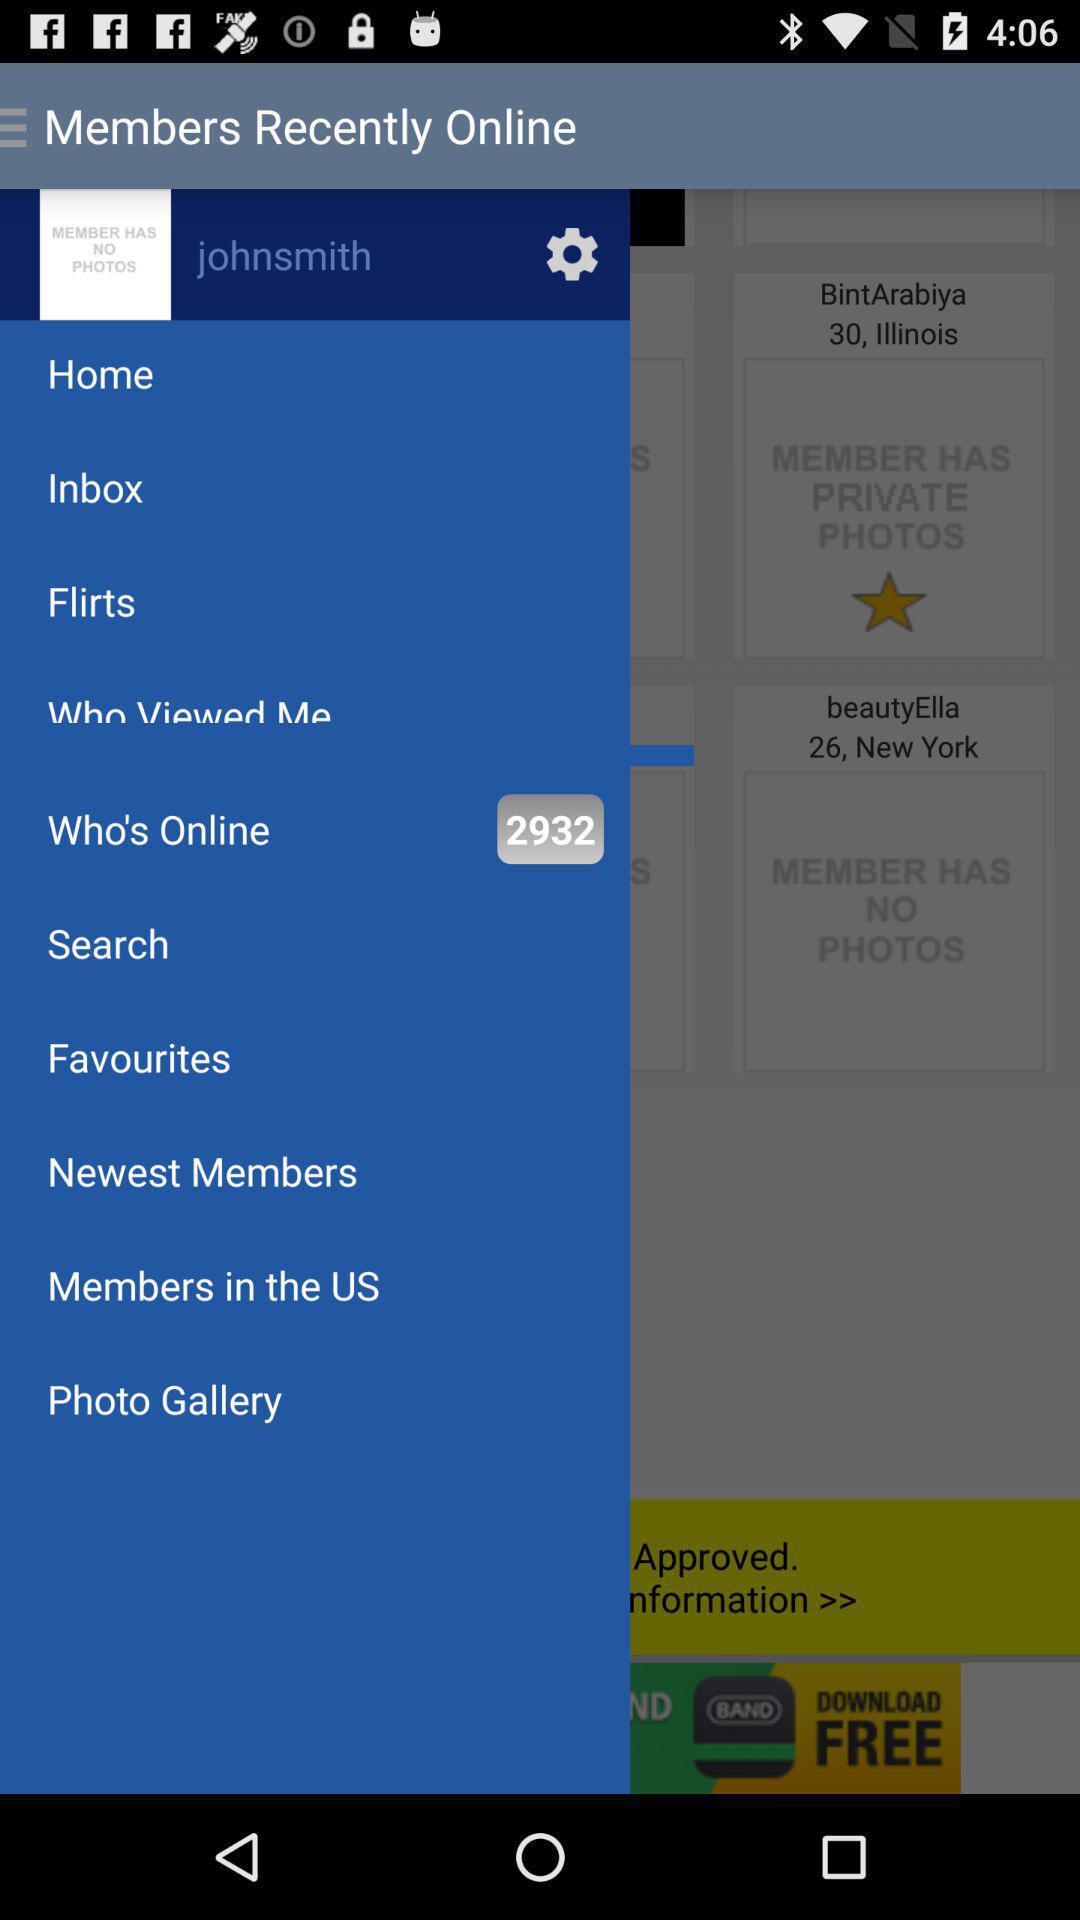 FAKE
4:06
Members Recently Online
MEMBER HAS
NO
PHOTOS
johnsmith
Home
Inbox
Flirts
Who Viewed Me
Who's Online
2932
Search
Favourites
Newest Members
Members in the US
Photo Gallery
BintArabiya
30, Illinois
S
MEMBER HAS
PRIVATE
PHOTOS
beautyElla
26, New York
S
MEMBER HAS
NO
PHOTOS
Approved.
nformation >>
ND
BAND
DOWNLOAD
FREE